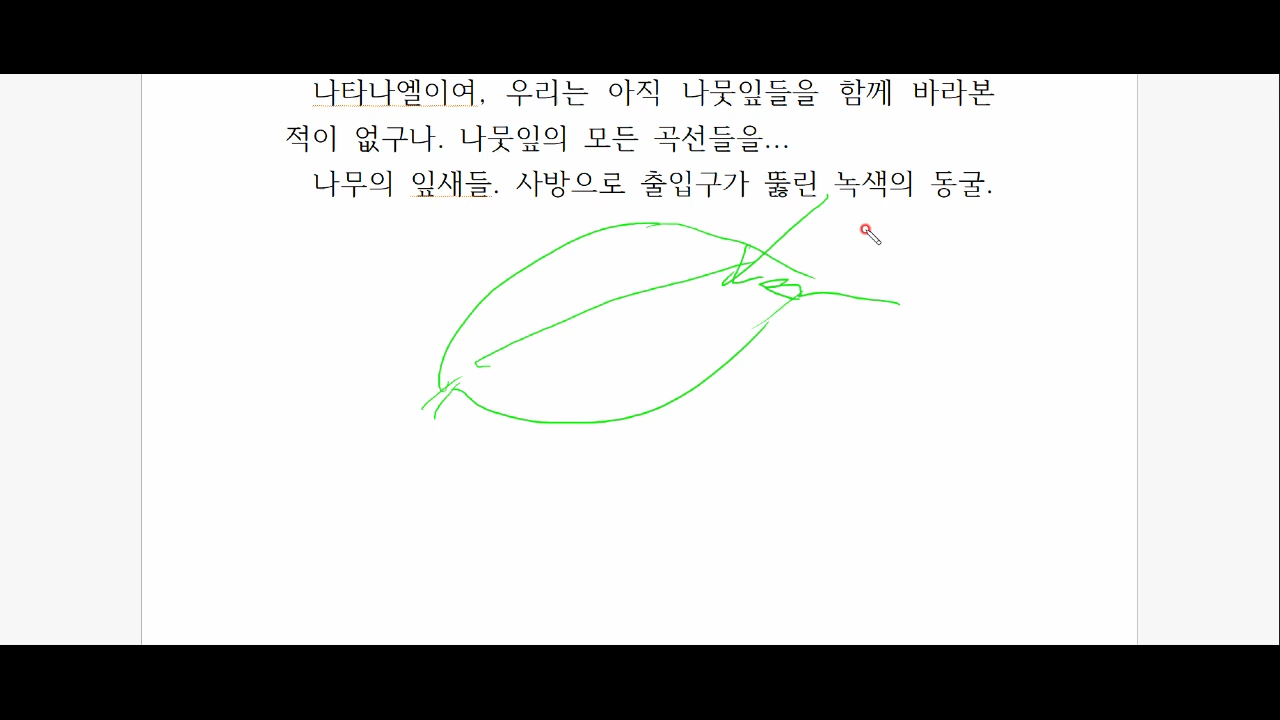 나타나엘이여, 우리는 아직 나뭇잎들을 함께 바라본
적이 없구나. 나뭇잎의 모든 곡선들을...
나무의 잎새들. 사방으로 출입구가 뚫린 녹색의 동굴.